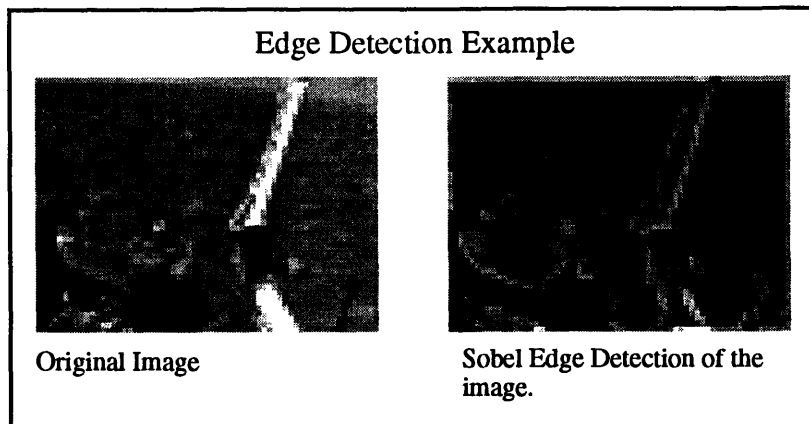 Edge Detection Example
Original Image
Sobel Edge Detection of the
image.